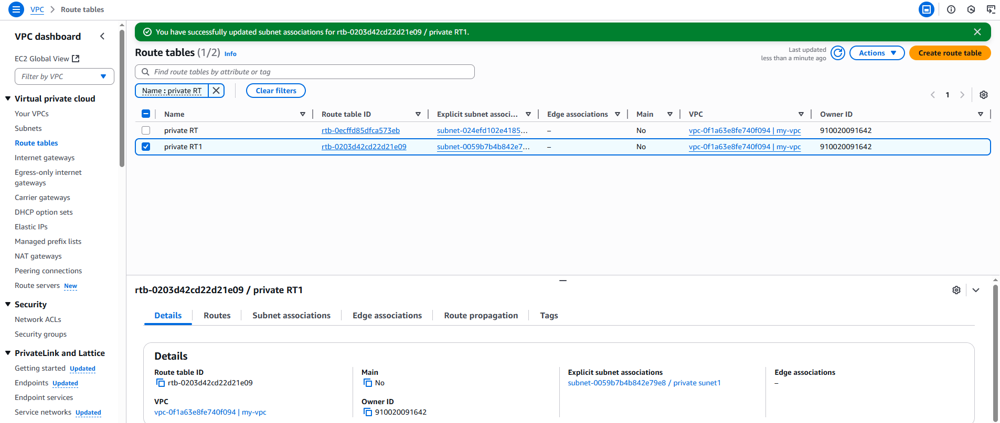 VPC > Route tables
VPC dashboard
EC2 Global View
Filter by VPC
Virtual private cloud
Your VPCs
Subnets
Route tables
Internet gateways
Egress-only internet
gateways
Carrier gateways
DHCP option sets
Elastic IPs
Managed prefix lists
NAT gateways
Peering connections
Route servers New
Security
Network ACLs
Security groups
PrivateLink and Lattice
Getting started Updated
Endpoints Updated
Endpoint services
Service networks Updated
You have successfully updated subnet associations for rtb-0203d42cd22d21e09 / private RT1.
Route tables (1/2) Info
Last updated
less than a minute ago
Actions
Create route table
Find route tables by attribute or tag
Name : private RT
Clear filters
1
Name Route table ID Explicit subnet associ... Edge associations Main VPC Owner ID
private RT rtb-0ecffd85dfca573eb subnet-024efd102e4185... – No vpc-0f1a63e8fe740f094 | my-vpc 910020091642
private RT1 rtb-0203d42cd22d21e09 subnet-0059b7b4b842e7... – No vpc-0f1a63e8fe740f094 | my-vpc 910020091642
rtb-0203d42cd22d21e09 / private RT1
Details Routes Subnet associations Edge associations Route propagation Tags
Details
Route table ID
rtb-0203d42cd22d21e09
Main
No
Explicit subnet associations
subnet-0059b7b4b842e79e8 / private sunet1
Edge associations
–
VPC
vpc-0f1a63e8fe740f094 | my-vpc
Owner ID
910020091642